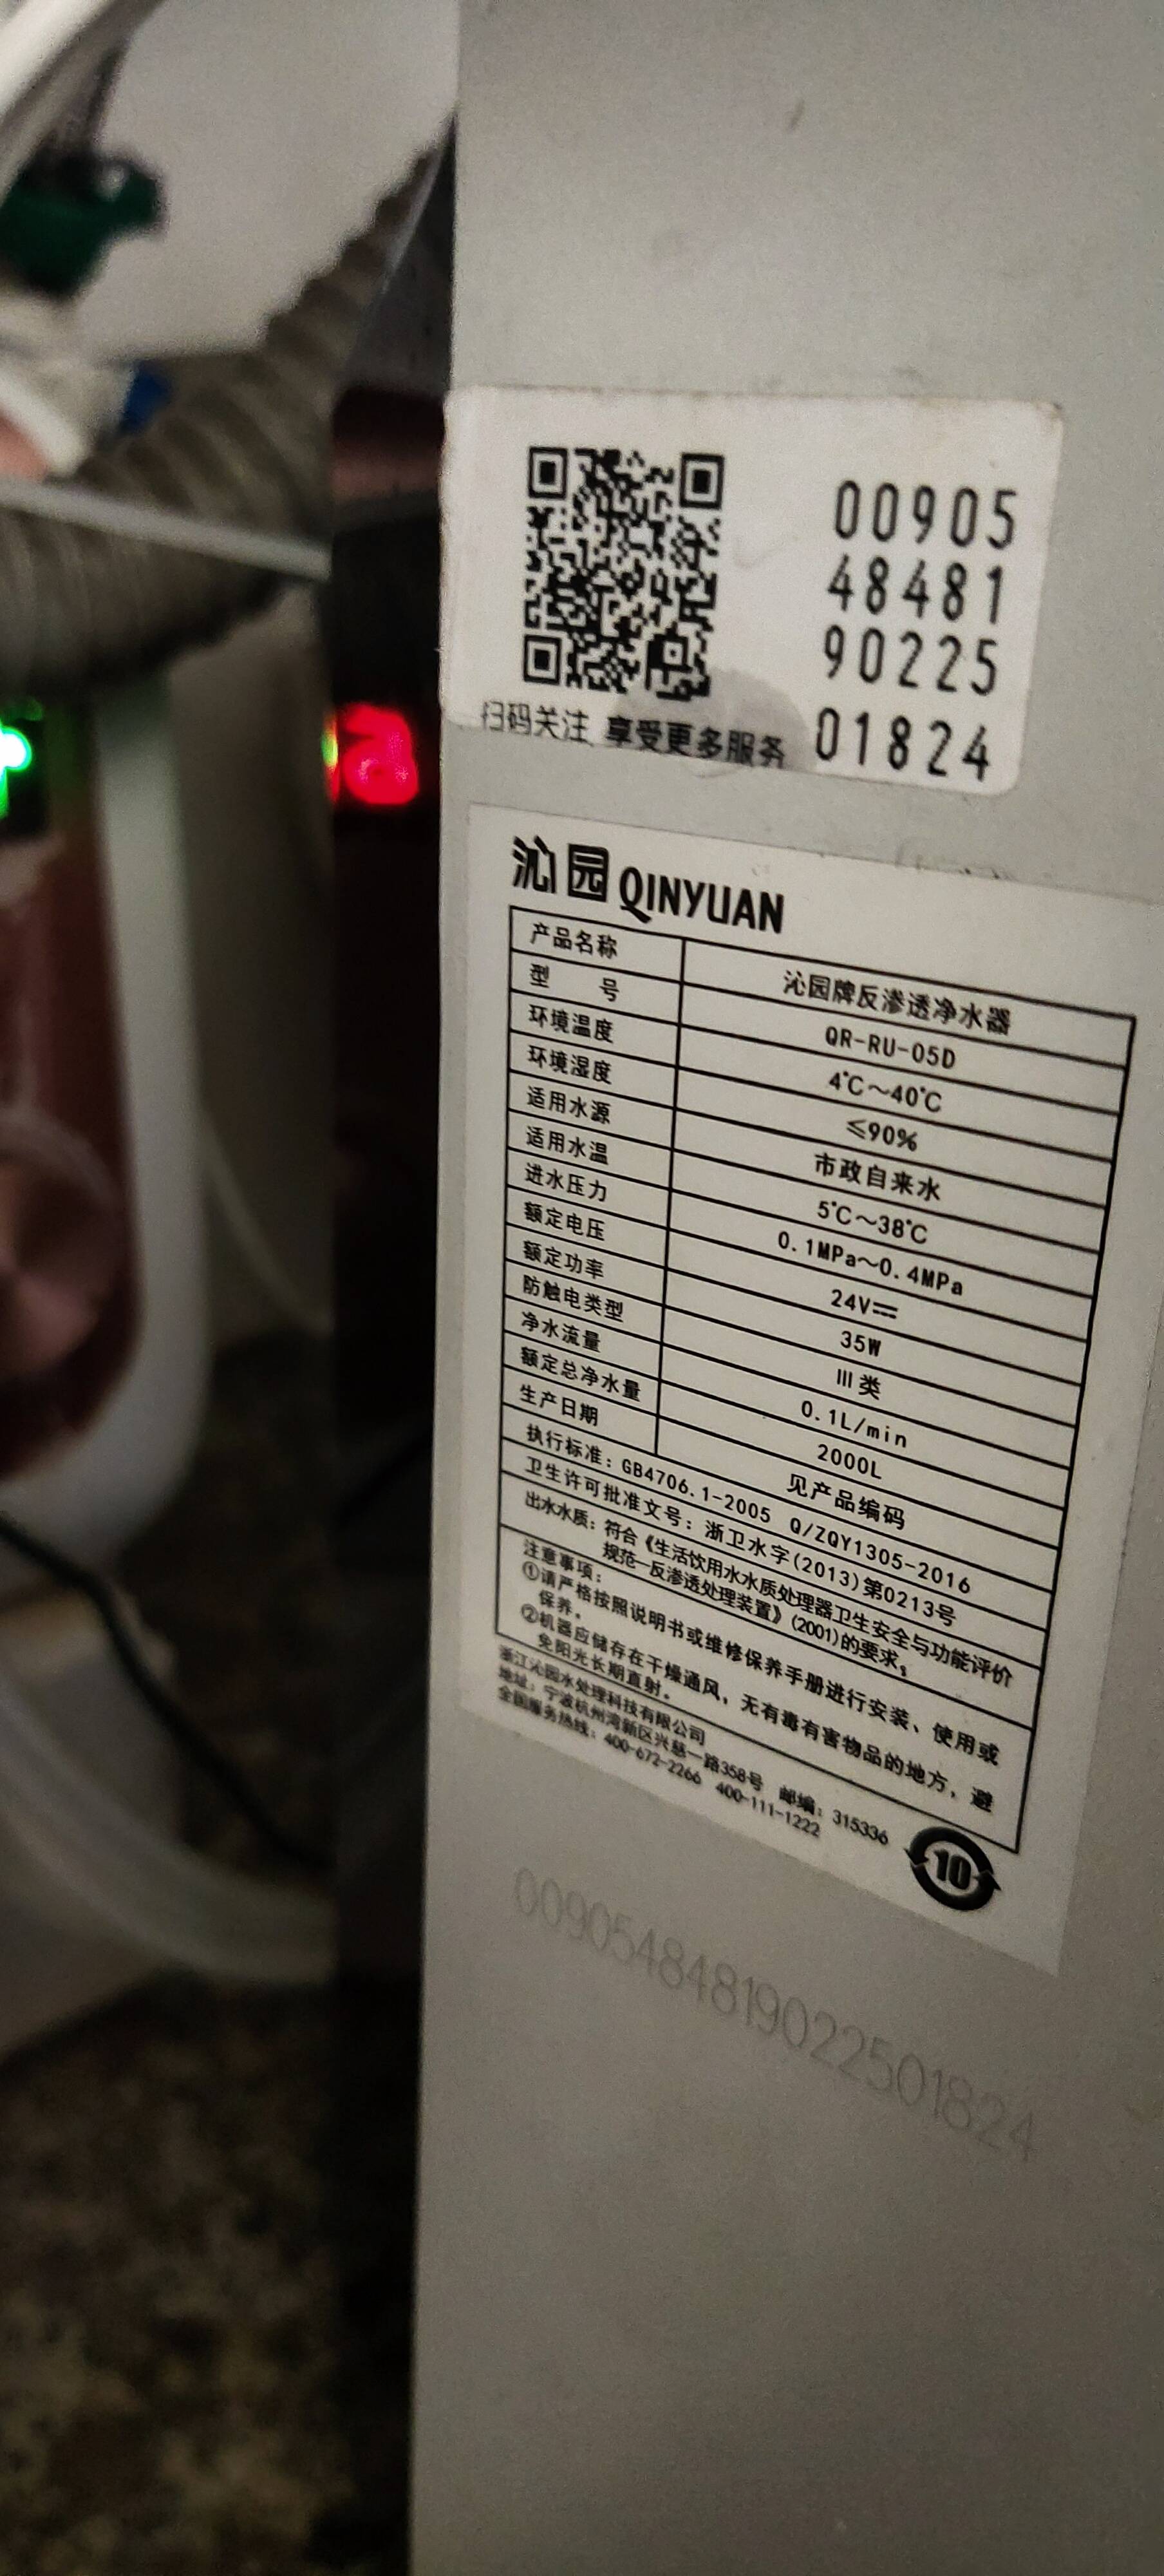 00905
48481
90225
01824
扫码关注 享受更多服务
沁园 QINYUAN
产品名称 沁园牌反渗透净水器
型 号 QR-RU-05D
环境温度 4℃～40℃
环境湿度 ≤90%
适用水源 市政自来水
适用水温 5℃～38℃
进水压力 0.1MPa～0.4MPa
额定电压 24V⎓
额定功率 35W
防触电类型 III类
净水流量 0.1L/min
额定总净水量 2000L
生产日期 见产品编码
执行标准：GB4706.1-2005 Q/ZQY1305-2016
卫生许可批准文号：浙卫水字(2013)第0213号
出水水质：符合《生活饮用水水质处理器卫生安全与功能评价
规范—反渗透处理装置》(2001)的要求。
注意事项：
①请严格按照说明书或维修保养手册进行安装、使用或
保养。
②机器应储存在干燥通风，无有毒有害物品的地方，避
免阳光长期直射。
浙江沁园水处理科技有限公司
地址：宁波杭州湾新区兴慈一路358号 邮编：315336
全国服务热线：400-672-2266 400-111-1222
10
00905484819022501824